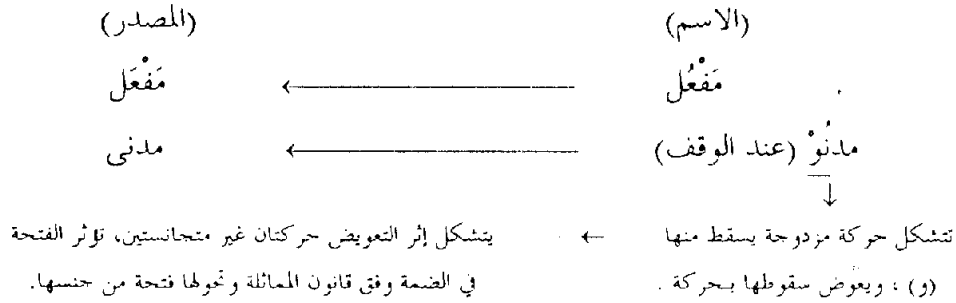 (الاسم) (المصدر)
مَفْعُل ← مَفْعَل
مدنُوْ (عند الوقف) ← مدنى
↓
تتشكل حركة مزدوجة يسقط منها ← يتشكل إثر التعويض حركتان غير متجانستين، تؤثر الفتحة
(و) ؛ ويعوض سقوطها بحركة . في الضمة وفق قانون المماثلة وتحولها فتحة من جنسها.